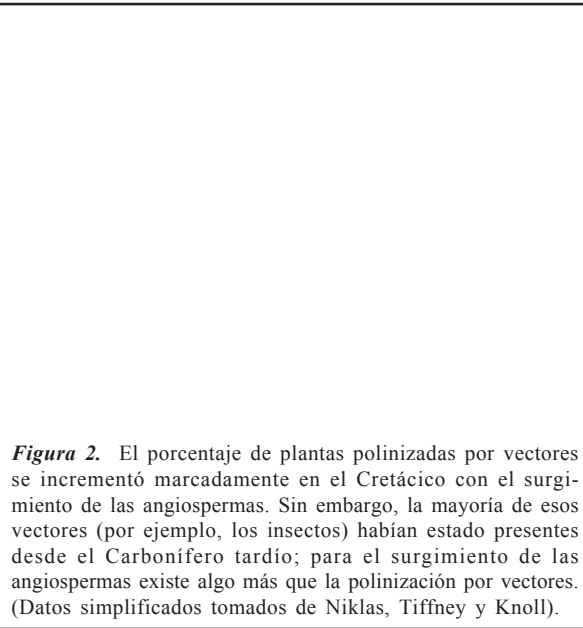 Figura 2. El porcentaje de plantas polinizadas por vectores
se incrementó marcadamente en el Cretácico con el surgi-
miento de las angiospermas. Sin embargo, la mayoría de esos
vectores (por ejemplo, los insectos) habían estado presentes
desde el Carbonífero tardío; para el surgimiento de las
angiospermas existe algo más que la polinización por vectores.
(Datos simplificados tomados de Niklas, Tiffney y Knoll).